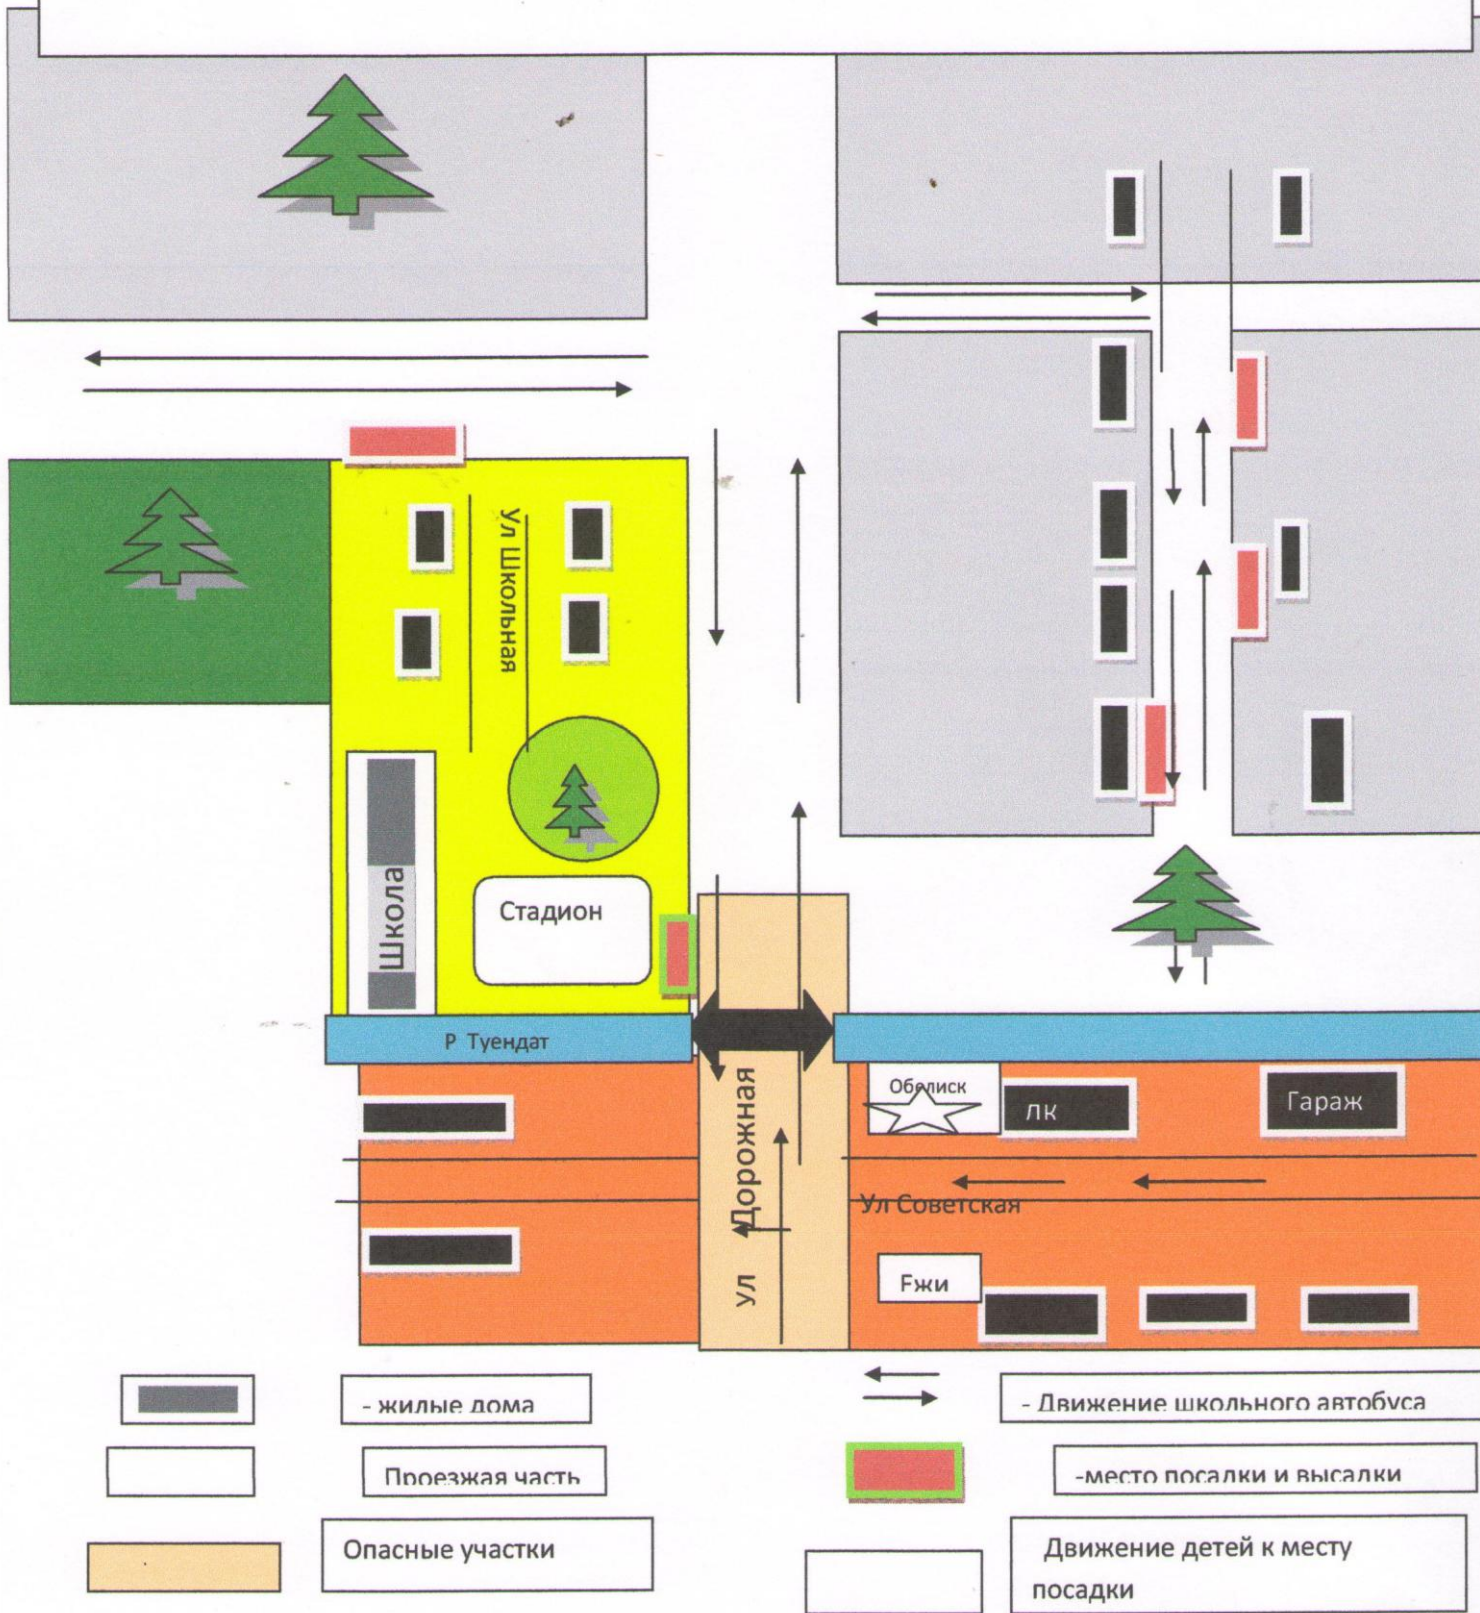 Ул Школьная
Школа
Стадион
Р Туендат
Ул Дорожная
Обелиск
лк
Гараж
Ул Советская
Fжи
- жилые дома
- Движение школьного автобуса
Проезжая часть
-место посадки и высадки
Опасные участки
Движение детей к месту
посадки